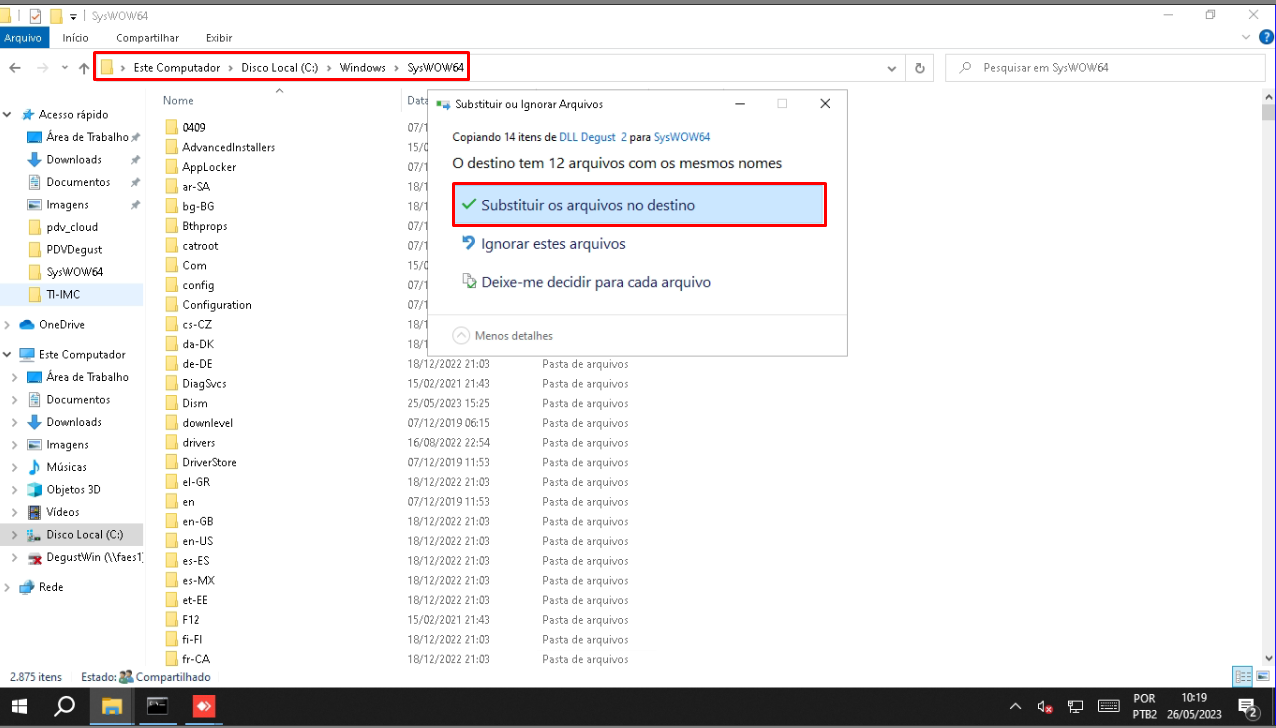 SysWOW64
Arquivo Início Compartilhar Exibir
Este Computador > Disco Local (C:) > Windows > SysWOW64
Pesquisar em SysWOW64
Acesso rápido
Área de Trabalho
Downloads
Documentos
Imagens
pdv_cloud
PDVDegust
SysWOW64
TI-IMC
OneDrive
Este Computador
Área de Trabalho
Documentos
Downloads
Imagens
Músicas
Objetos 3D
Vídeos
Disco Local (C:)
DegustWin (\\faes1
Rede
Nome Data
0409 07/1
AdvancedInstallers 15/0
AppLocker 07/1
ar-SA 18/1
bg-BG 18/1
Bthprops 07/1
catroot 07/1
Com 15/0
config 07/1
Configuration 07/1
cs-CZ 18/1
da-DK 18/1
de-DE 18/12/2022 21:03 Pasta de arquivos
DiagSvcs 15/02/2021 21:43 Pasta de arquivos
Dism 25/05/2023 15:25 Pasta de arquivos
downlevel 07/12/2019 06:15 Pasta de arquivos
drivers 16/08/2022 22:54 Pasta de arquivos
DriverStore 07/12/2019 11:53 Pasta de arquivos
el-GR 18/12/2022 21:03 Pasta de arquivos
en 07/12/2019 11:53 Pasta de arquivos
en-GB 18/12/2022 21:03 Pasta de arquivos
en-US 18/12/2022 21:03 Pasta de arquivos
es-ES 18/12/2022 21:03 Pasta de arquivos
es-MX 18/12/2022 21:03 Pasta de arquivos
et-EE 18/12/2022 21:03 Pasta de arquivos
F12 15/02/2021 21:43 Pasta de arquivos
fi-FI 18/12/2022 21:03 Pasta de arquivos
fr-CA 18/12/2022 21:03 Pasta de arquivos
Substituir ou Ignorar Arquivos
Copiando 14 itens de DLL Degust 2 para SysWOW64
O destino tem 12 arquivos com os mesmos nomes
Substituir os arquivos no destino
Ignorar estes arquivos
Deixe-me decidir para cada arquivo
Menos detalhes
2.875 itens Estado: Compartilhado
POR
PTB2
10:19
26/05/2023
2